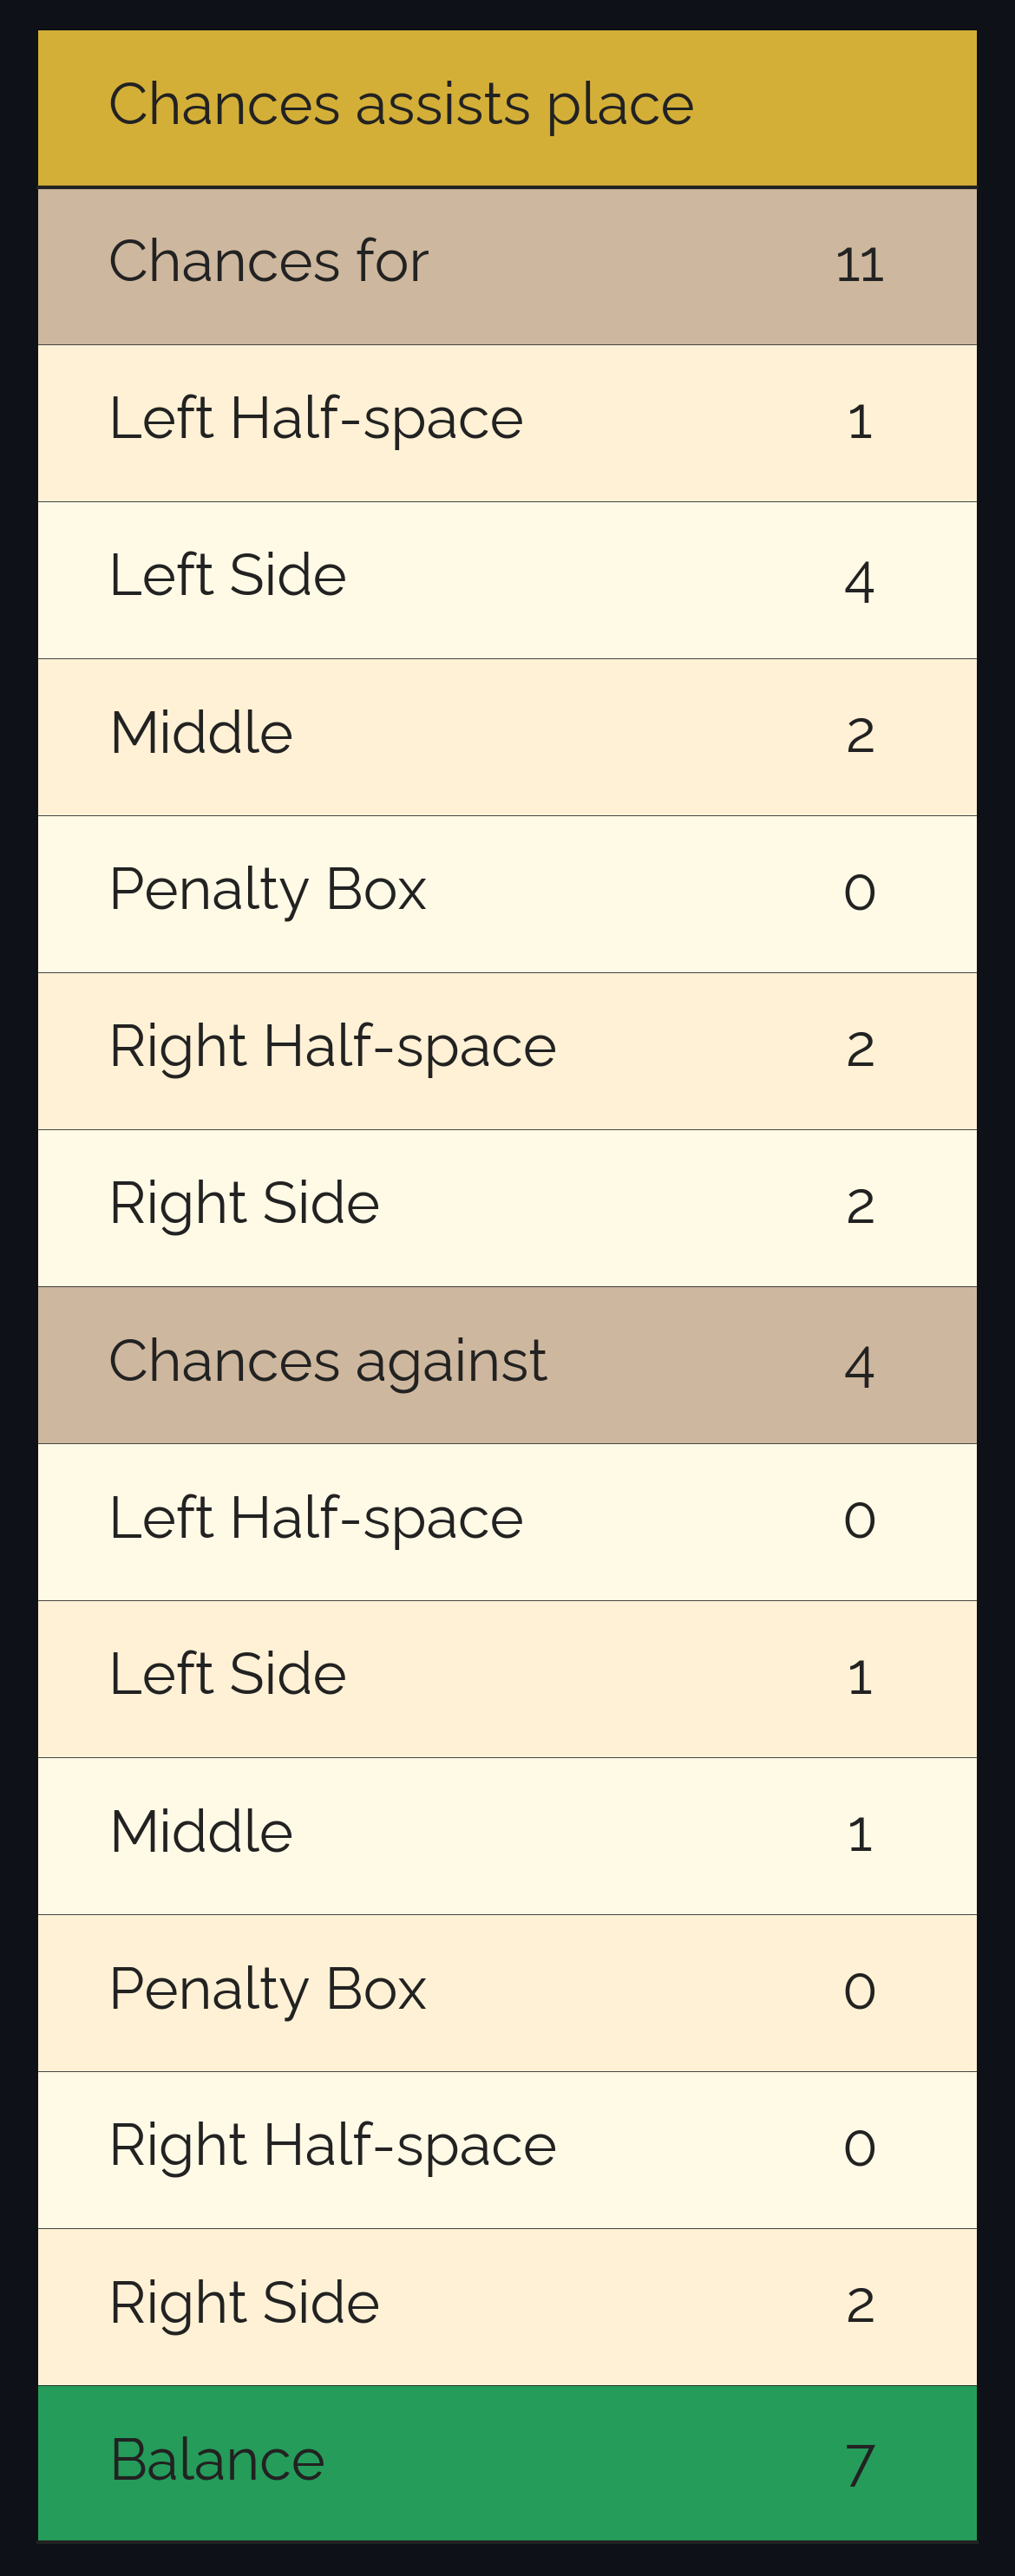 Chances assists place
Chances for 11
Left Half-space 1
Left Side 4
Middle 2
Penalty Box 0
Right Half-space 2
Right Side 2
Chances against 4
Left Half-space 0
Left Side 1
Middle 1
Penalty Box 0
Right Half-space 0
Right Side 2
Balance 7